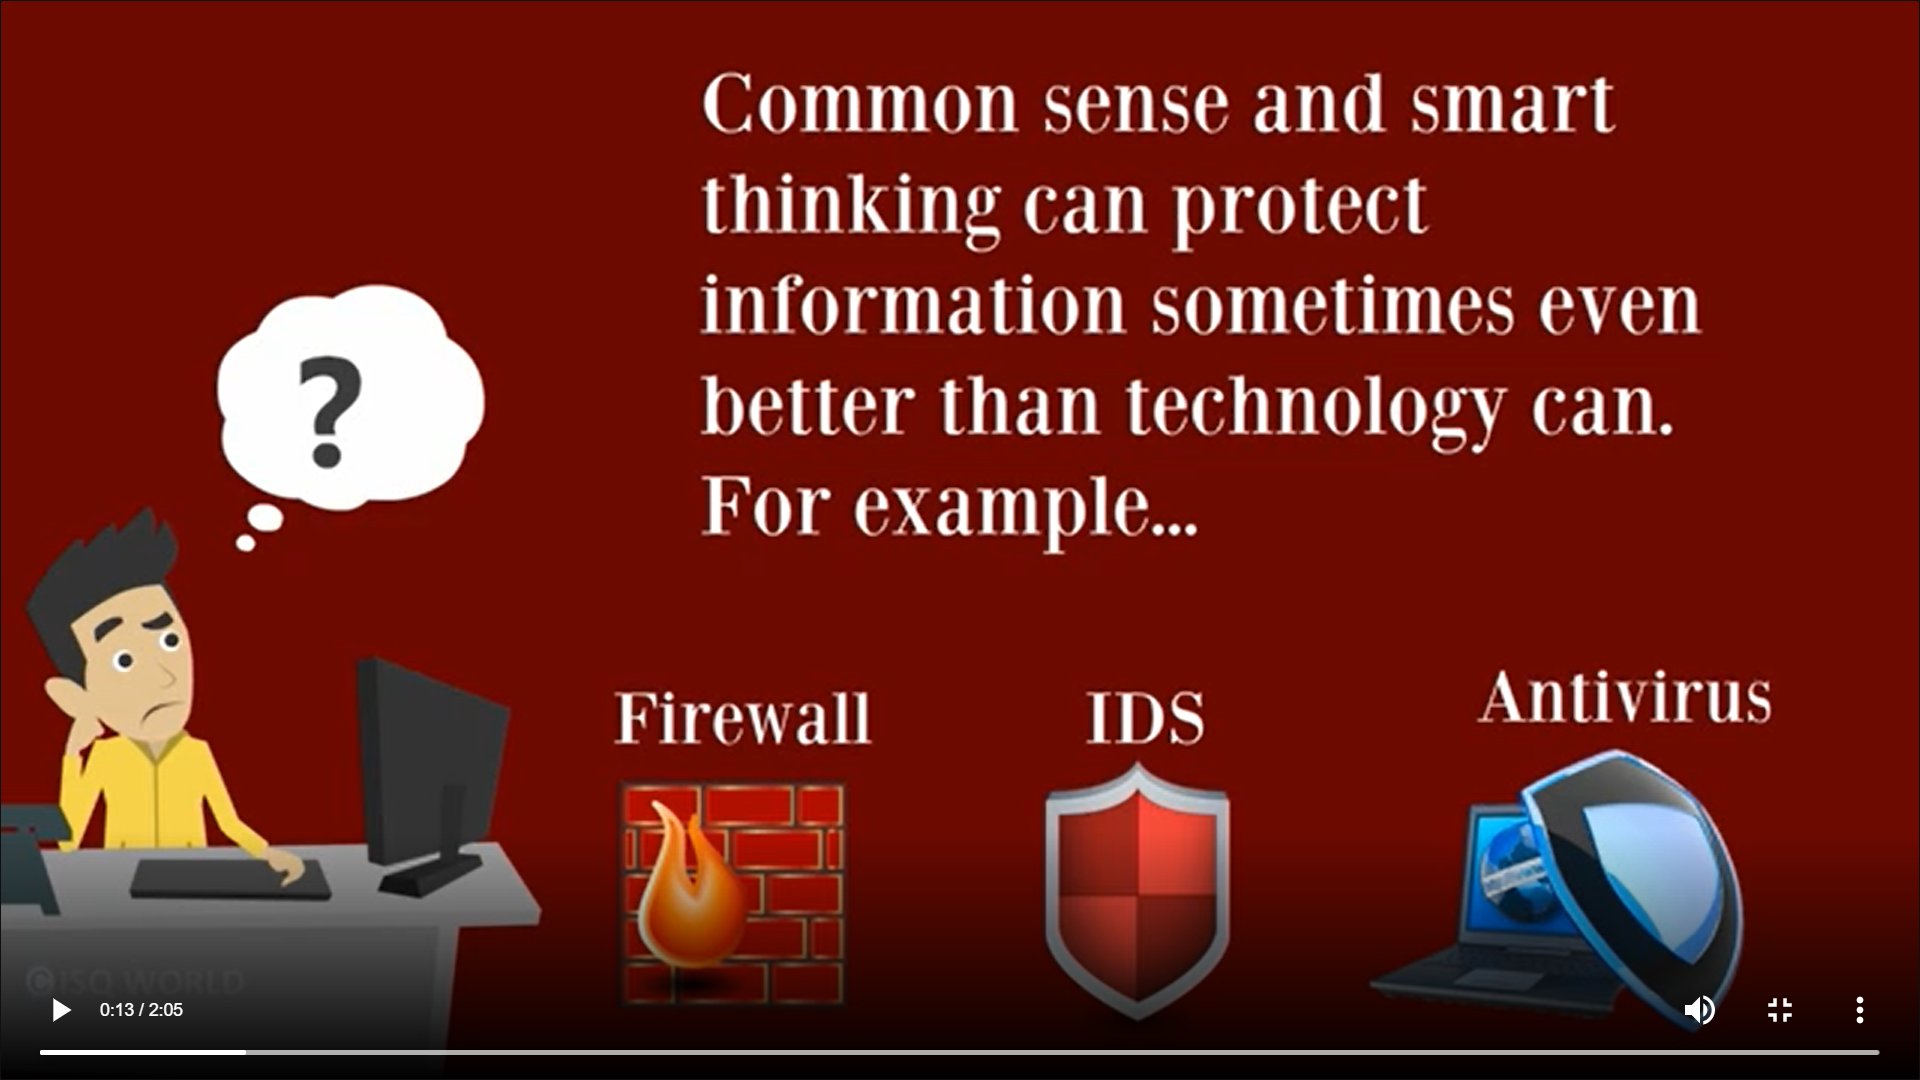 Common sense and smart
thinking can protect
information sometimes even
better than technology can.
For example...
?
Firewall
IDS
Antivirus
© ISO WORLD
0:13 / 2:05